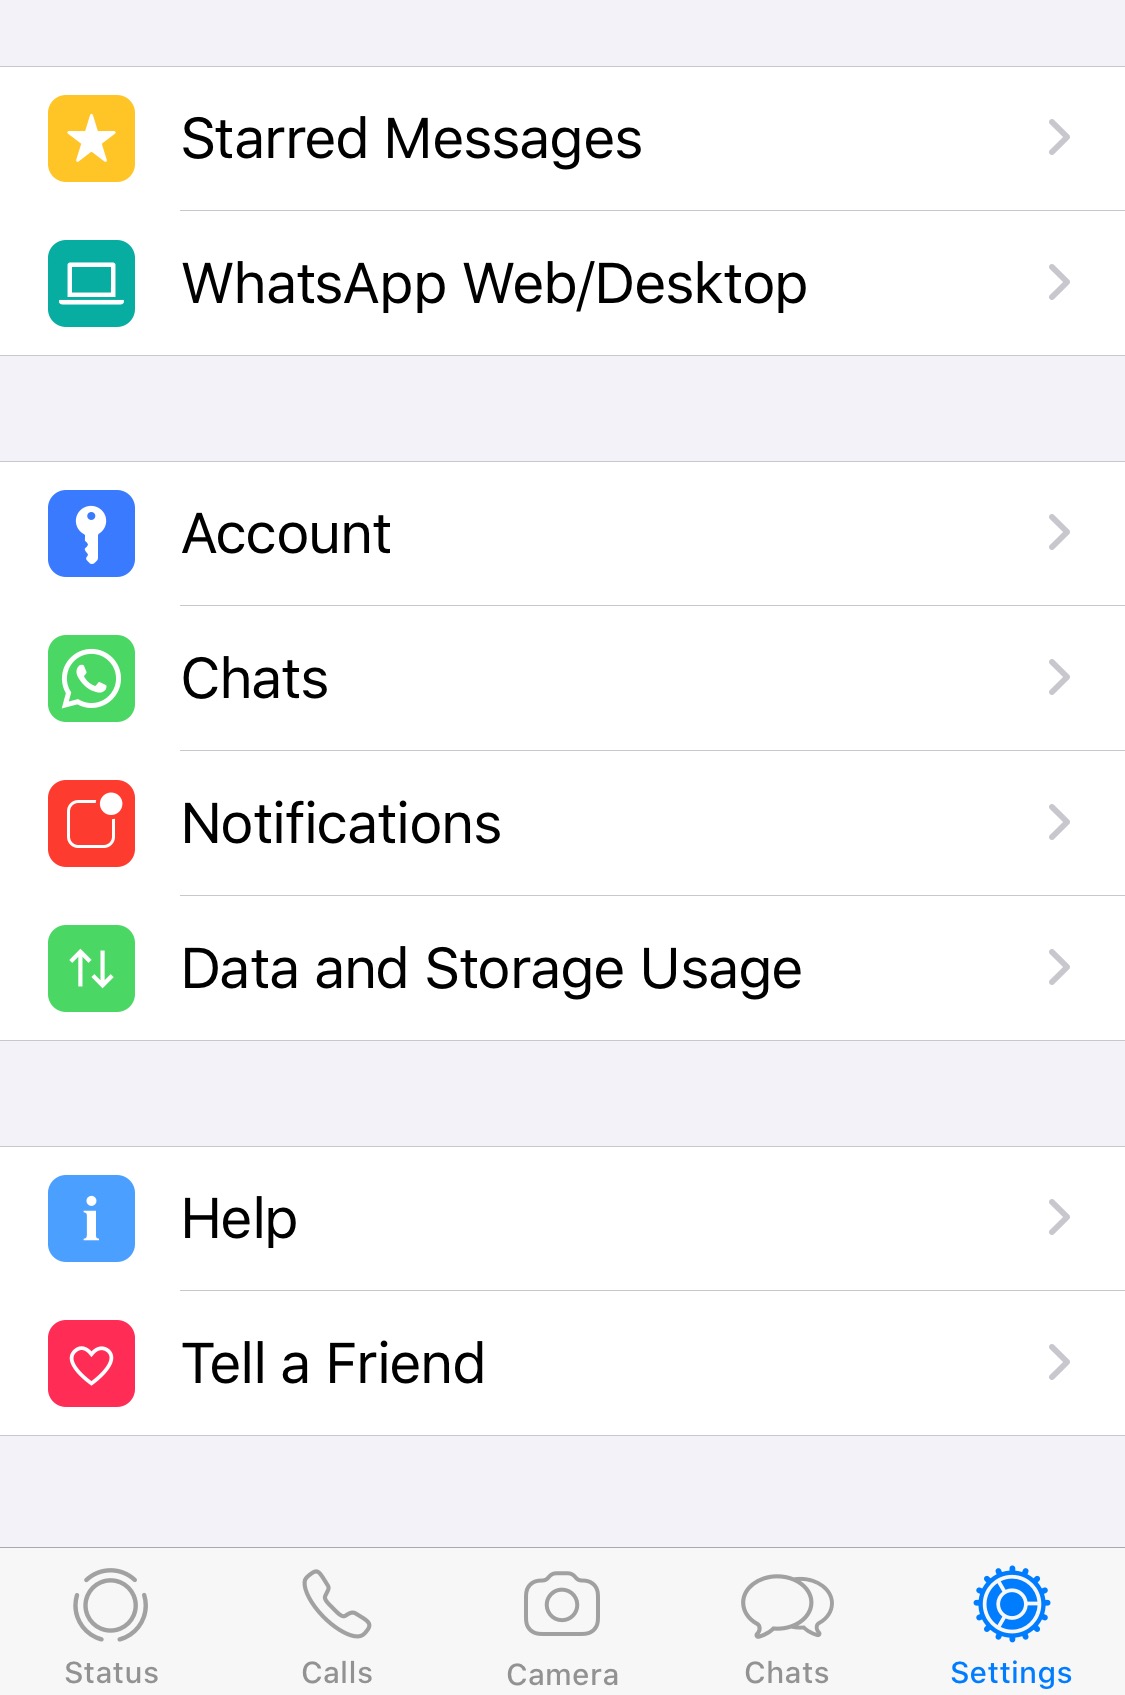 Starred Messages
WhatsApp Web/Desktop
Account
Chats
Notifications
Data and Storage Usage
Help
Tell a Friend
Status
Calls
Camera
Chats
Settings